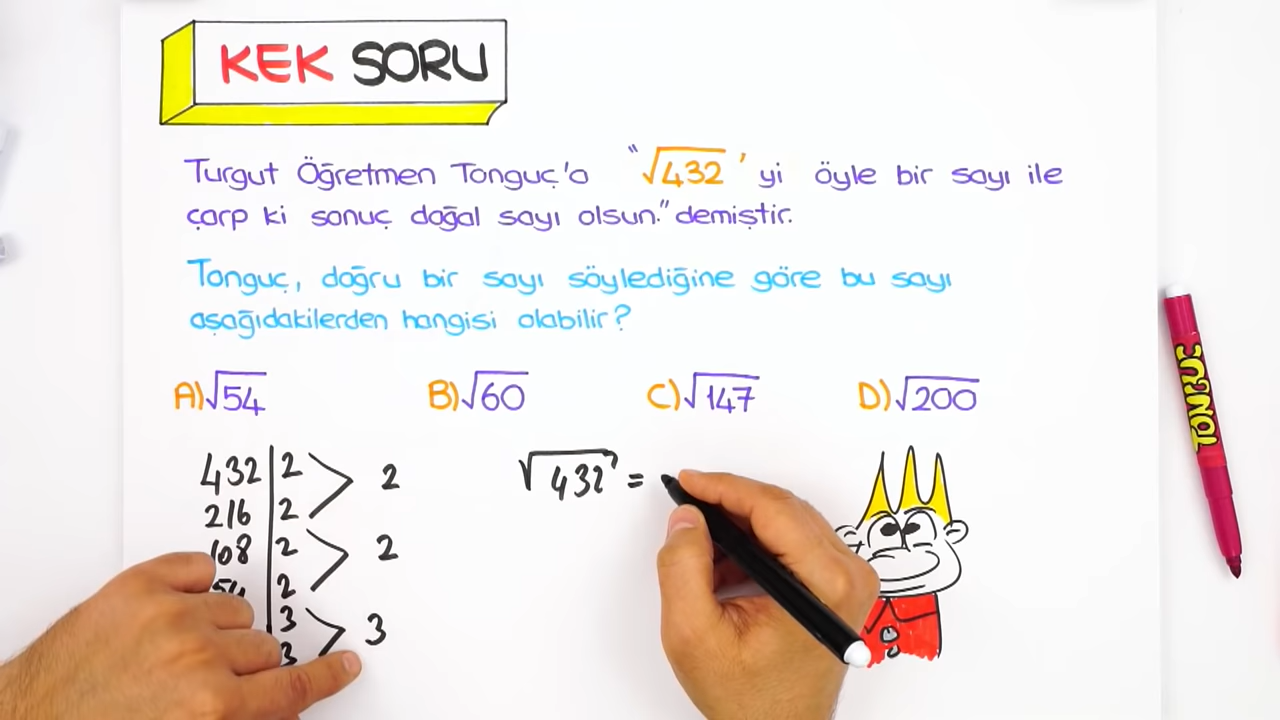 KEK SORU
Turgut Öğretmen Tonguç'a "√432' yi öyle bir sayı ile
çarp ki sonuç doğal sayı olsun." demiştir.
Tonguç, doğru bir sayı söylediğine göre bu sayı
aşağıdakilerden hangisi olabilir?
A)√54 B)√60 C)√147 D)√200
432 | 2 2 √432 =
216 | 2
108 | 2 2
54 | 2
3 3
3
TONGUÇ